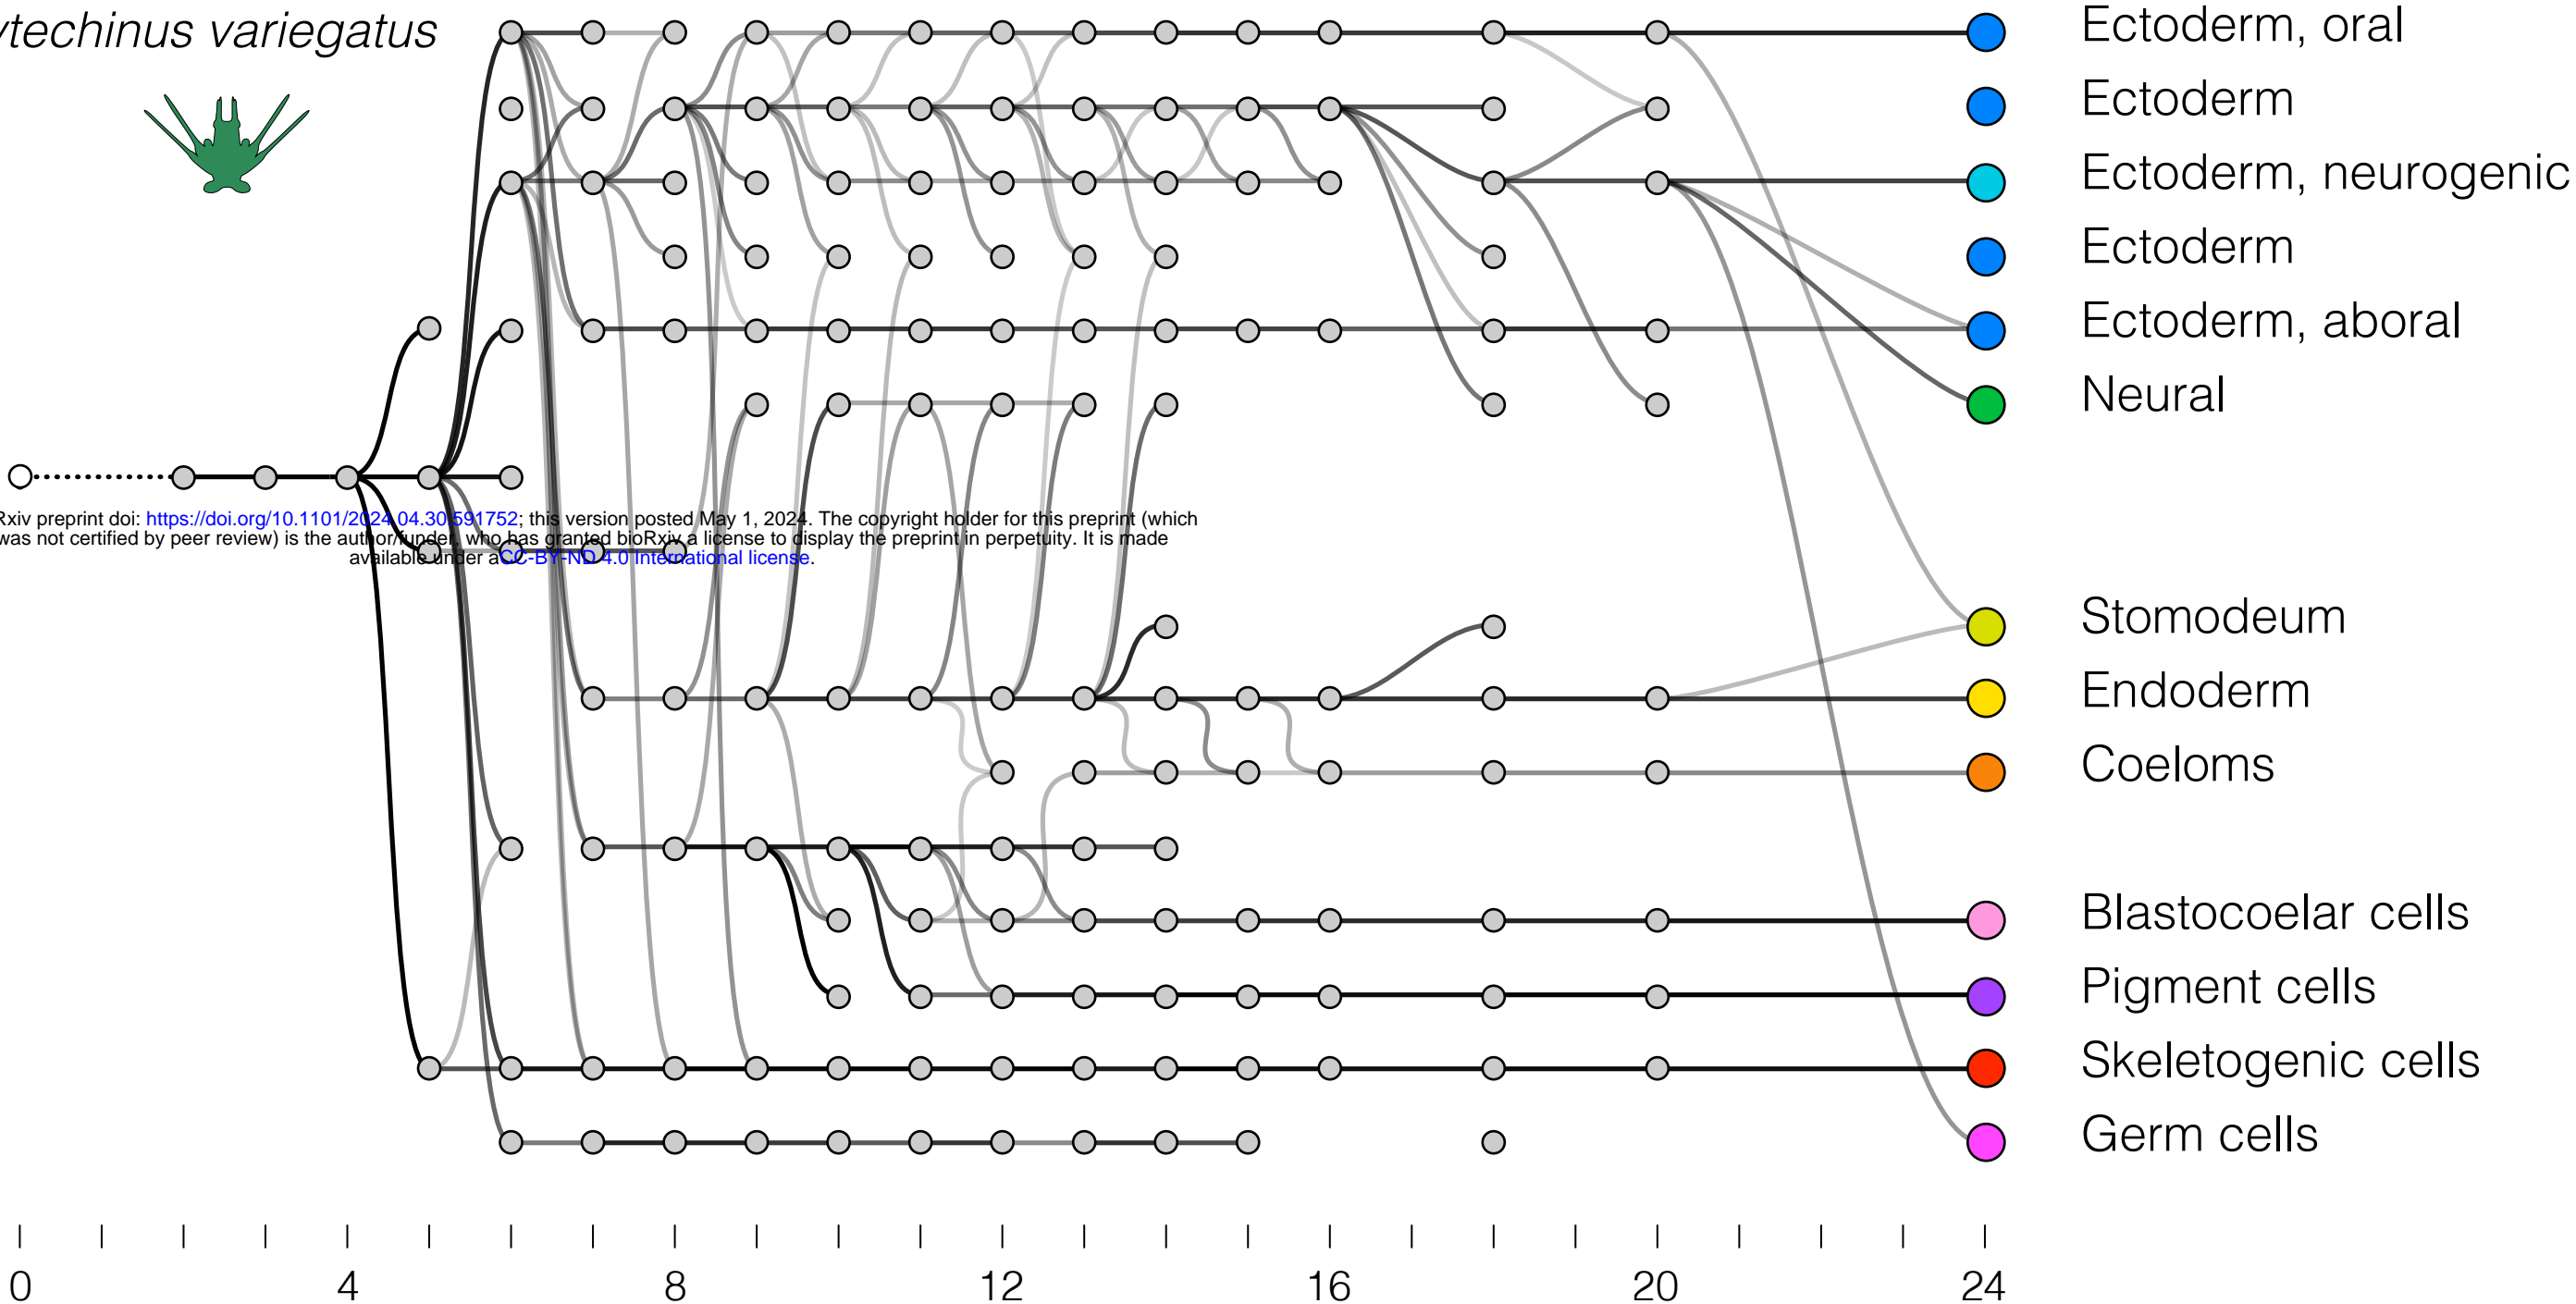 ytechinus variegatus
Ectoderm, oral
Ectoderm
Ectoderm, neurogenic
Ectoderm
Ectoderm, aboral
Neural
Rxiv preprint doi: https://doi.org/10.1101/2024.04.30.591752; this version posted May 1, 2024. The copyright holder for this preprint (which
was not certified by peer review) is the author/funder, who has granted bioRxiv a license to display the preprint in perpetuity. It is made
available under aCC-BY-ND 4.0 International license.
Stomodeum
Endoderm
Coeloms
Blastocoelar cells
Pigment cells
Skeletogenic cells
Germ cells
0 4 8 12 16 20 24